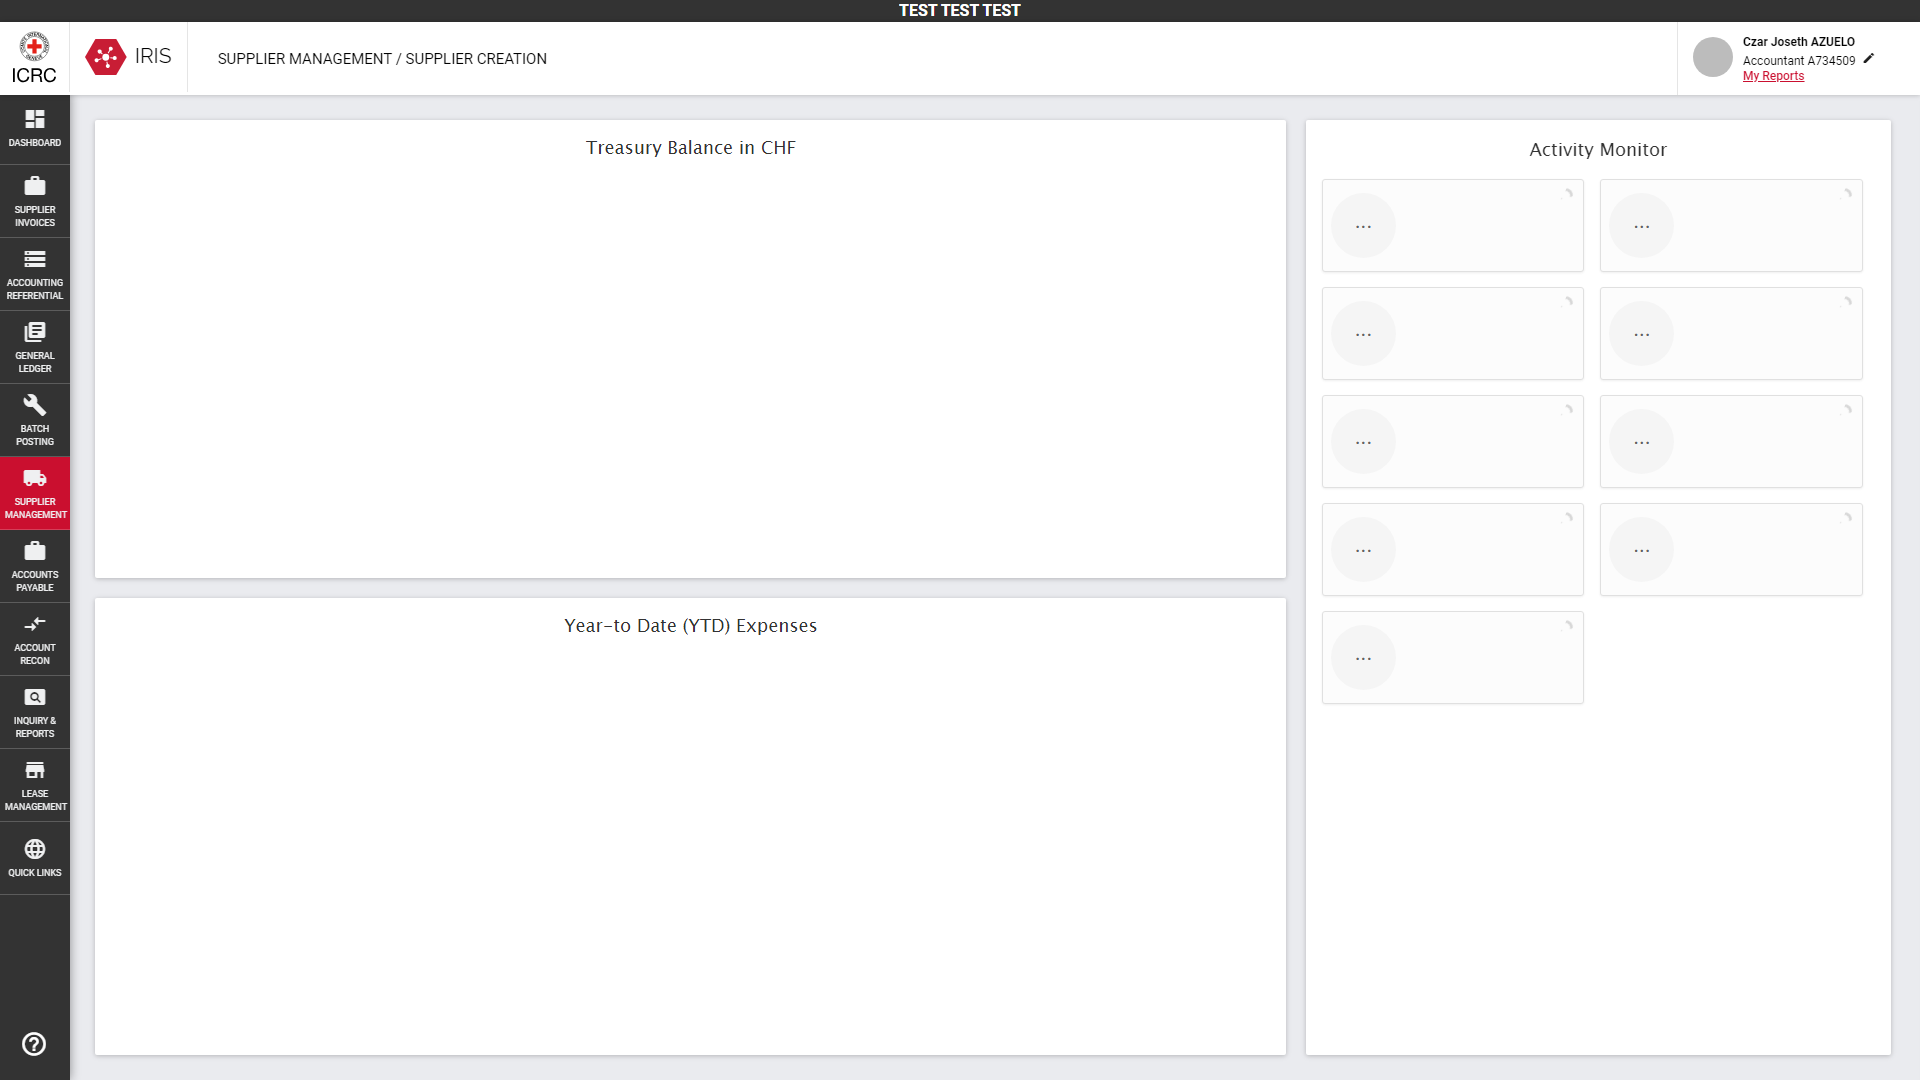 TEST TEST TEST
ICRC
IRIS
SUPPLIER MANAGEMENT / SUPPLIER CREATION
Czar Joseth AZUELO
Accountant A734509
My Reports
DASHBOARD
SUPPLIER
INVOICES
ACCOUNTING
REFERENTIAL
GENERAL
LEDGER
BATCH
POSTING
SUPPLIER
MANAGEMENT
ACCOUNTS
PAYABLE
ACCOUNT
RECON
INQUIRY &
REPORTS
LEASE
MANAGEMENT
QUICK LINKS
Treasury Balance in CHF
Year-to Date (YTD) Expenses
Activity Monitor
...
...
...
...
...
...
...
...
...